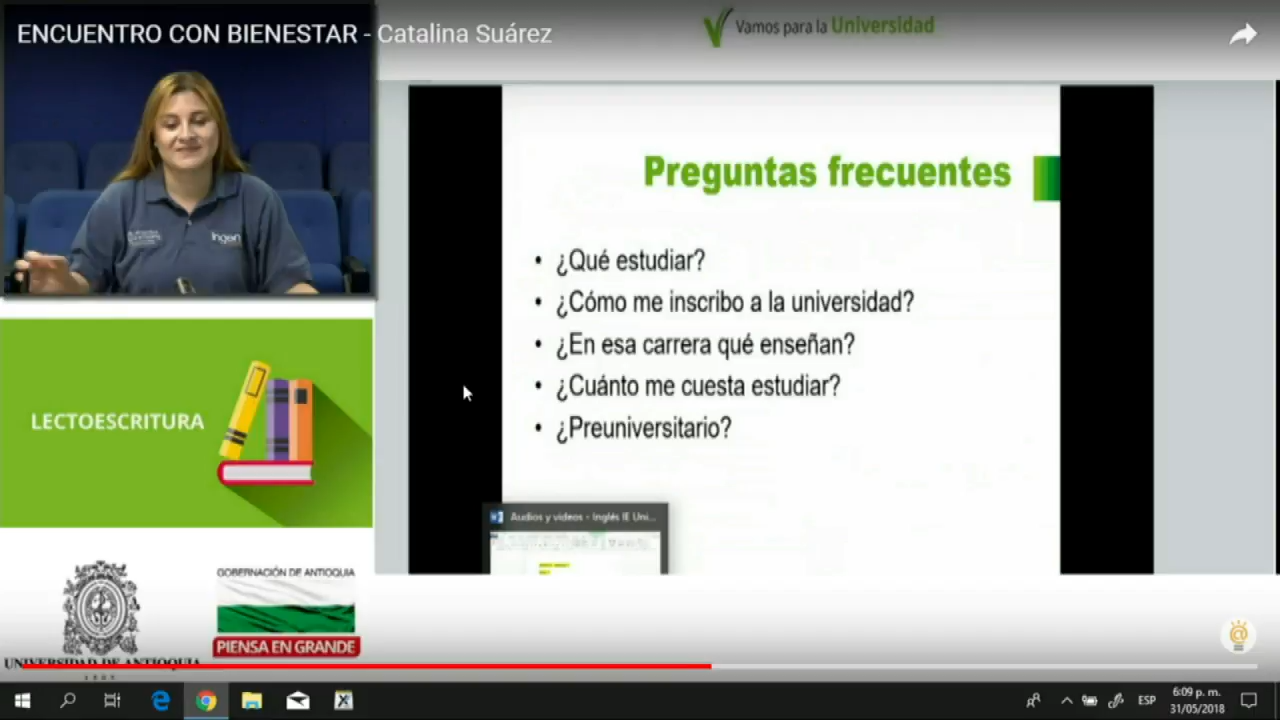 ENCUENTRO CON BIENESTAR - Catalina Suárez
Vamos para la Universidad
Preguntas frecuentes
• ¿Qué estudiar?
• ¿Cómo me inscribo a la universidad?
• ¿En esa carrera qué enseñan?
• ¿Cuánto me cuesta estudiar?
• ¿Preuniversitario?
Ingen
LECTOESCRITURA
Audios y videos - Inglés IE Uni...
UNIVERSIDAD DE ANTIOQUIA
1803
GOBERNACIÓN DE ANTIOQUIA
PIENSA EN GRANDE
ESP
6:09 p. m.
31/05/2018